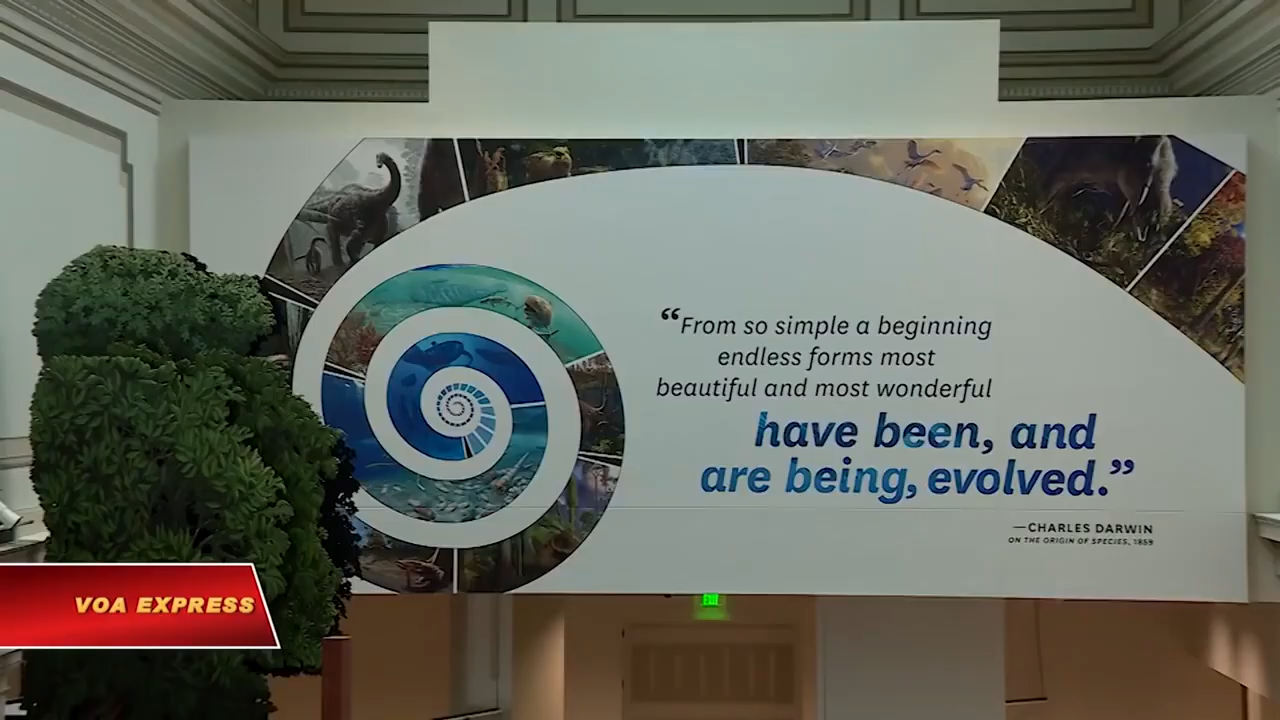 “From so simple a beginning
endless forms most
beautiful and most wonderful
have been, and
are being, evolved.”
—CHARLES DARWIN
ON THE ORIGIN OF SPECIES, 1859
EXIT
VOA EXPRESS